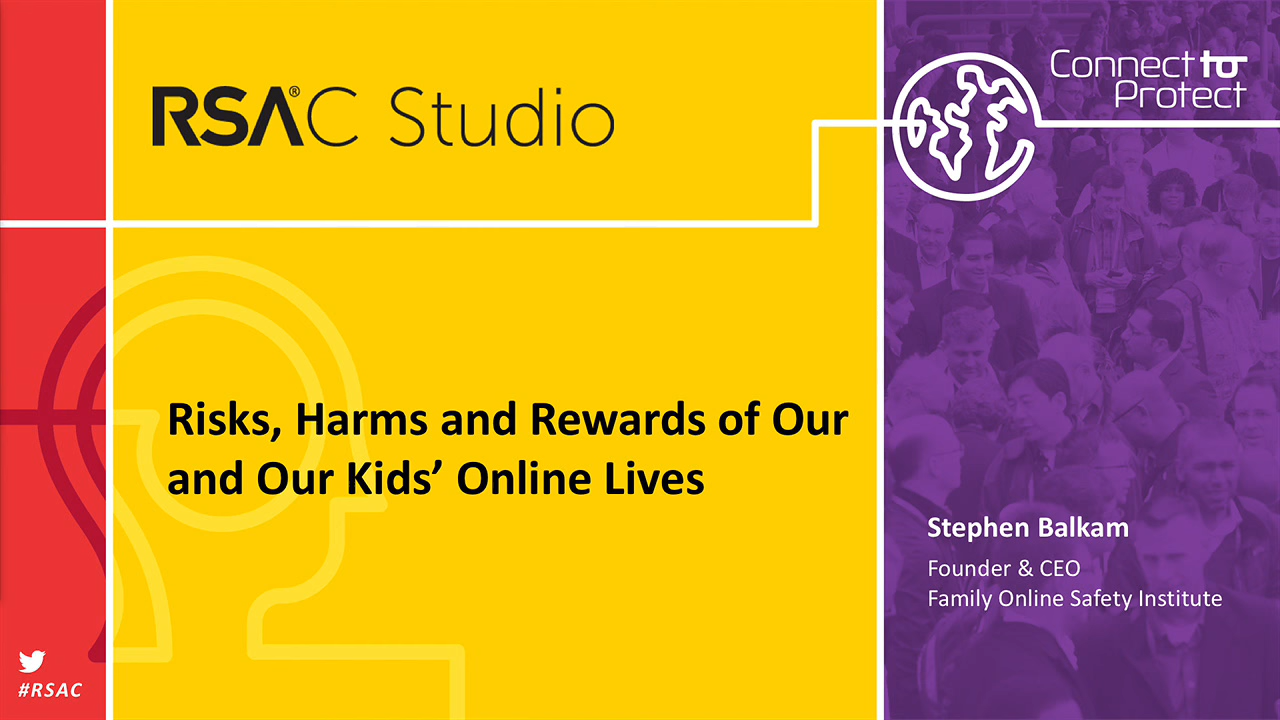 RSA®C Studio
Connect to
Protect
Risks, Harms and Rewards of Our
and Our Kids’ Online Lives
Stephen Balkam
Founder & CEO
Family Online Safety Institute
#RSAC